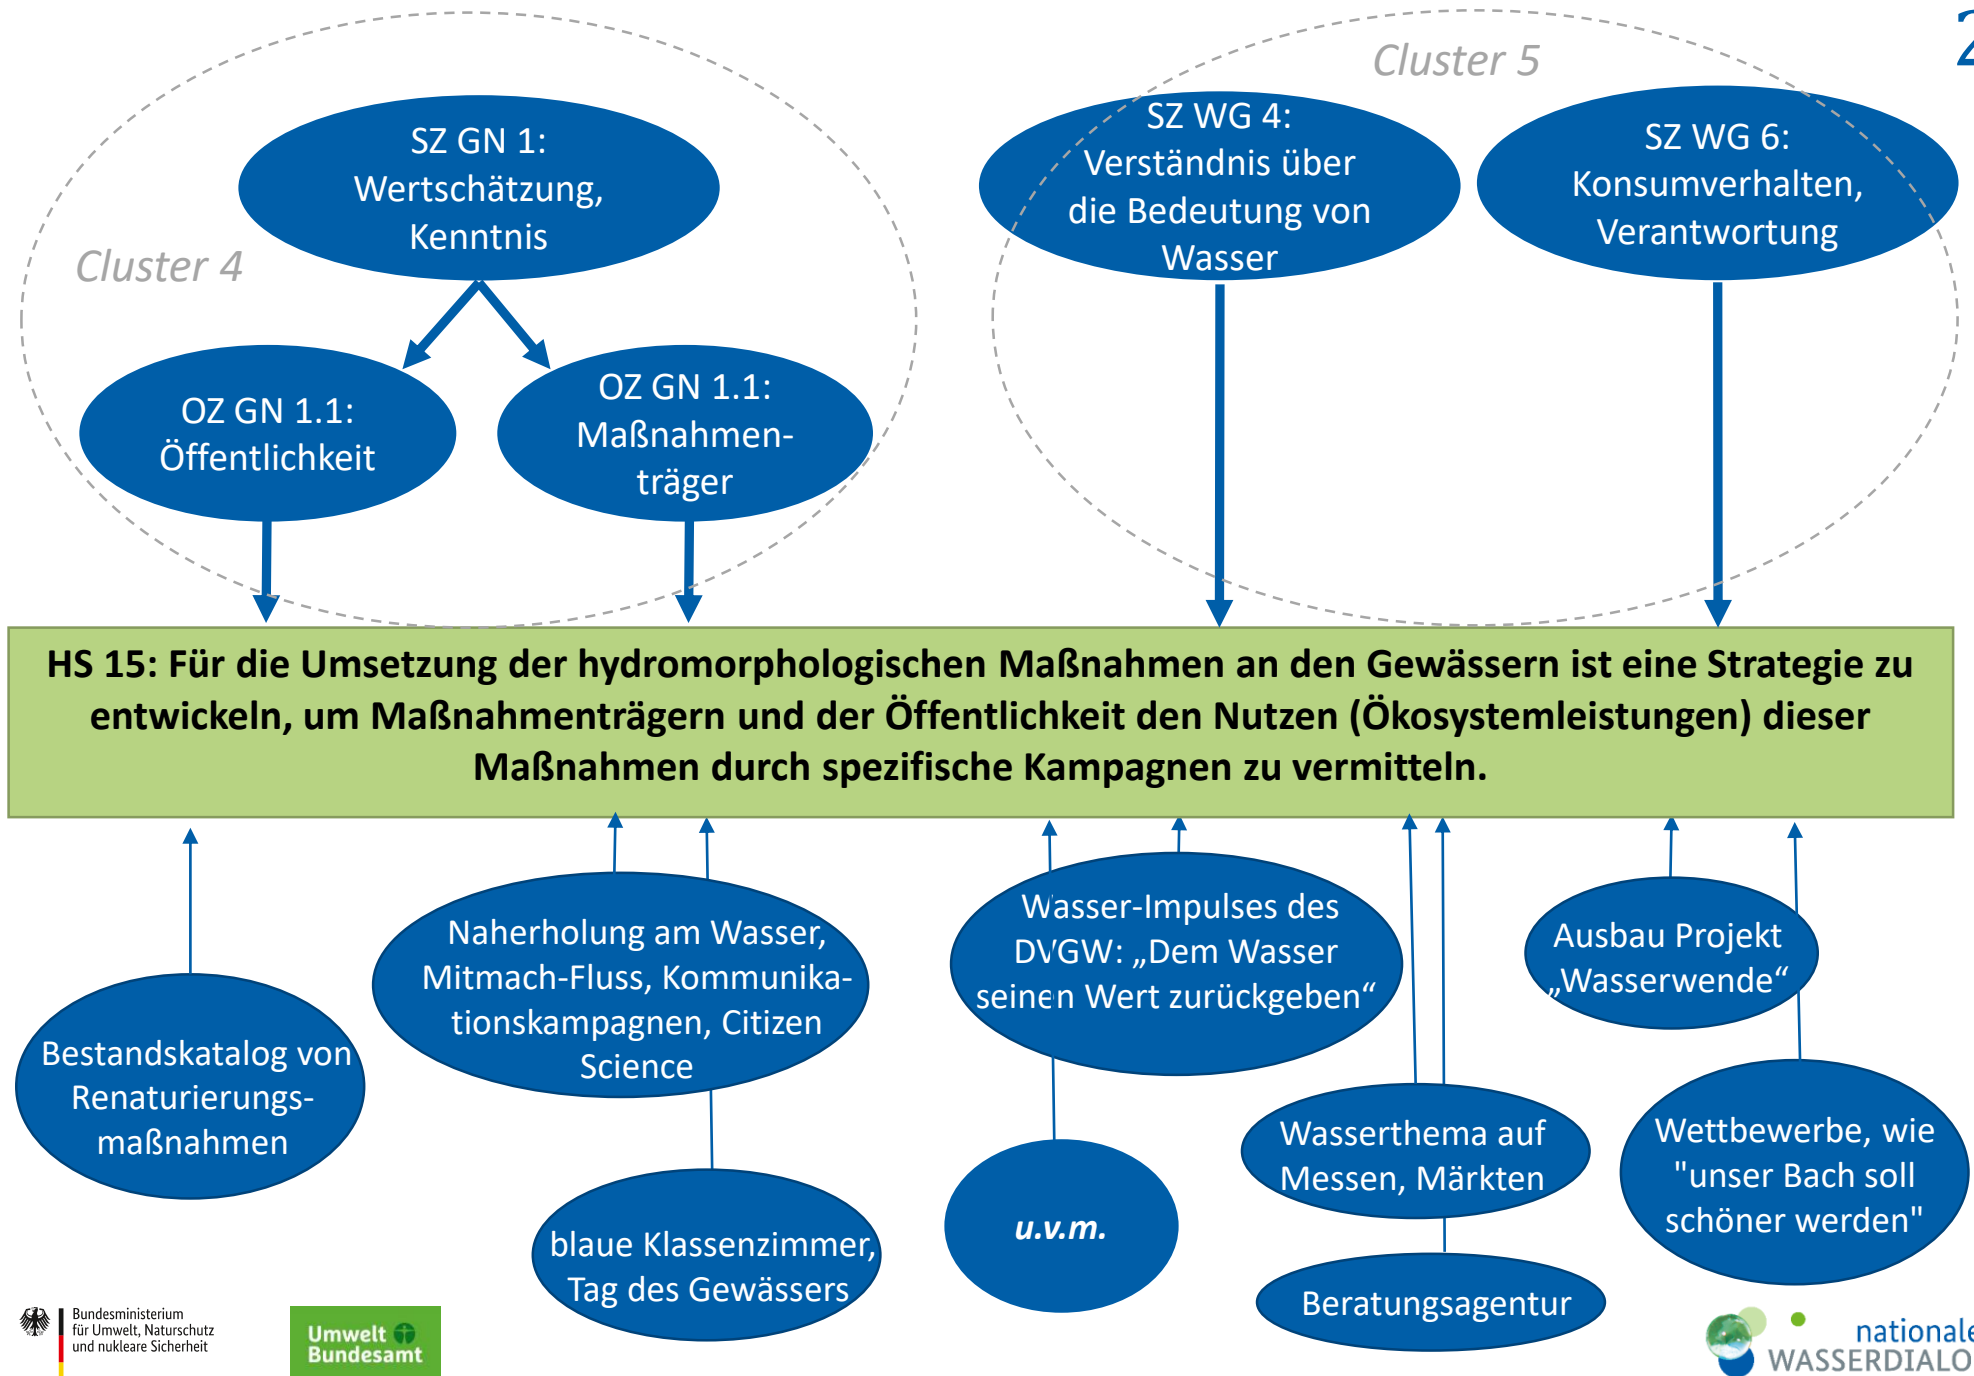 2
Cluster 5
Cluster 4
SZ GN 1:
Wertschätzung,
Kenntnis
SZ WG 4:
Verständnis über
die Bedeutung von
Wasser
SZ WG 6:
Konsumverhalten,
Verantwortung
OZ GN 1.1:
Öffentlichkeit
OZ GN 1.1:
Maßnahmen-
träger
HS 15: Für die Umsetzung der hydromorphologischen Maßnahmen an den Gewässern ist eine Strategie zu
entwickeln, um Maßnahmenträgern und der Öffentlichkeit den Nutzen (Ökosystemleistungen) dieser
Maßnahmen durch spezifische Kampagnen zu vermitteln.
Bestandskatalog von
Renaturierungs-
maßnahmen
Naherholung am Wasser,
Mitmach-Fluss, Kommunika-
tionskampagnen, Citizen
Science
blaue Klassenzimmer,
Tag des Gewässers
Wasser-Impulses des
DVGW: „Dem Wasser
seinen Wert zurückgeben“
u.v.m.
Wasserthema auf
Messen, Märkten
Beratungsagentur
Ausbau Projekt
„Wasserwende“
Wettbewerbe, wie
"unser Bach soll
schöner werden"
Bundesministerium
für Umwelt, Naturschutz
und nukleare Sicherheit
Umwelt
Bundesamt
nationale
WASSERDIALO